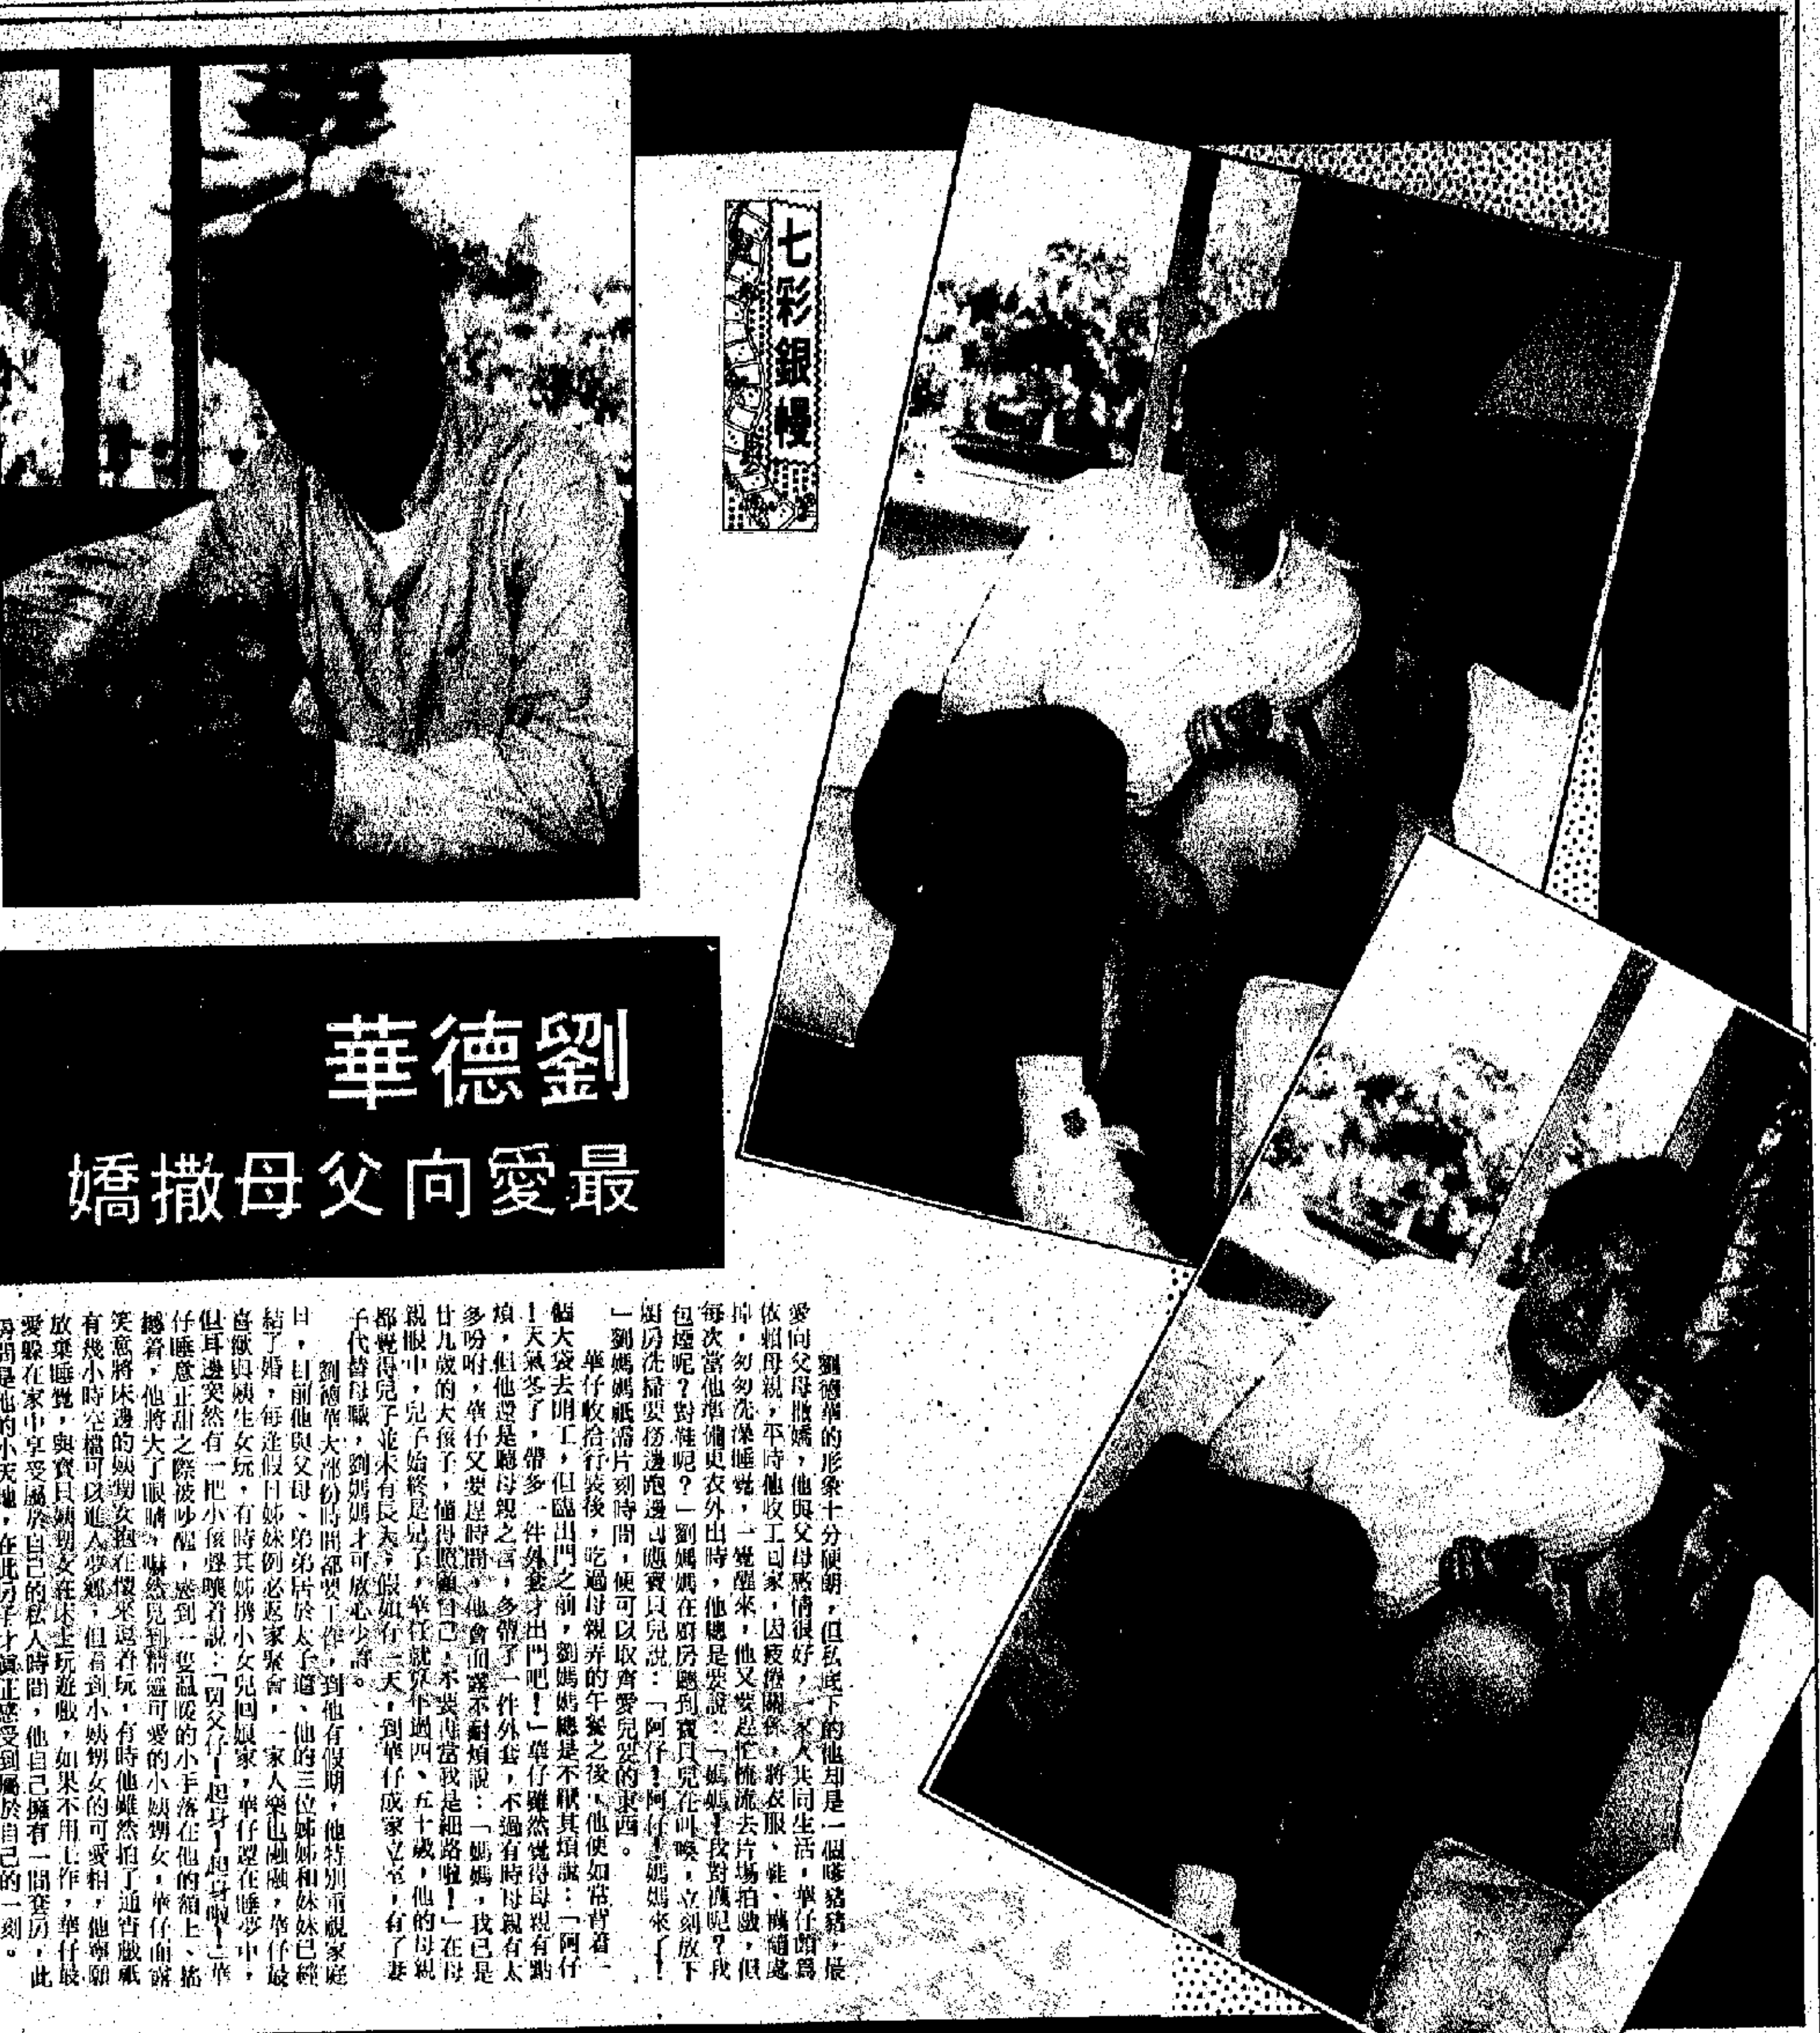 七彩銀幔
劉德華
最愛向父母撒嬌
劉德華的形象十分硬朗，但私底下的他却是一個嗲豬豬，最
愛向父母撒嬌，他與父母感情很好，一家人共同生活，華仔頗爲
依賴母親，平時他收工回家，因疲倦關係，將衣服、鞋、襪隨處
掉，匆匆洗澡睡覺，一覺醒來，他又要趕忙慌流去片場拍戲，但
每次當他準備更衣外出時，他總是要說：「媽媽！我對襪呢？我
包煙呢？對鞋呢？」劉媽媽在廚房聽到寶貝兒在叫喚，立刻放下
廚房洗掃要務邊跑邊回應寶貝兒說：「阿仔！阿仔！媽媽來了！
」劉媽媽祇需片刻時間，便可以取齊愛兒要的東西。
華仔收拾行裝後，吃過母親弄的午餐之後，他便如常背着一
個大袋去開工，但臨出門之前，劉媽媽總是不厭其煩說：「阿仔
！天氣冬了，帶多一件外套才出門吧！」華仔雖然覺得母親有點
煩，但他還是聽母親之言，多帶了一件外套，不過有時母親有太
多吩咐，華仔又要趕時間，他會面露不耐煩說：「媽媽，我已是
廿九歲的大孩子，懂得照顧自己，不要再當我是細路啦！」在母
親眼中，兒子始終是兒子，華仔就算年過四、五十歲，他的母親
都覺得兒子並未有長大，假如有一天，到華仔成家立室，有了妻
子代替母職，劉媽媽才可放心少許。
劉德華大部份時間都要工作，到他有假期，他特別重視家庭
日，目前他與父母、弟弟居於太子道、他的三位姊姊和妹妹已經
結了婚，每逢假日姊妹例必返家聚會，一家人樂也融融，華仔最
喜歡與姨生女玩，有時其姊携小女兒回娘家，華仔還在睡夢中，
但耳邊突然有一把小孩聲嚷着說：「舅父仔！起身！起身啦！」華
仔睡意正甜之際被吵醒，感到一隻溫暖的小手落在他的額上、搖
撼着，他將大了眼睛，嚇然見到精靈可愛的小姨甥女，華仔面露
笑意將床邊的姨甥女抱在懷來逗着玩，有時他雖然拍了通宵戲祇
有幾小時空檔可以進入夢鄉，但看到小姨甥女的可愛相，他寧願
放棄睡覺，與寶貝姨甥女在床上玩遊戲，如果不用工作，華仔最
愛躲在家中享受屬於自己的私人時間，他自己擁有一間套房，此
房間是他的小天地，在此房子才眞正感受到屬於自己的一刻。